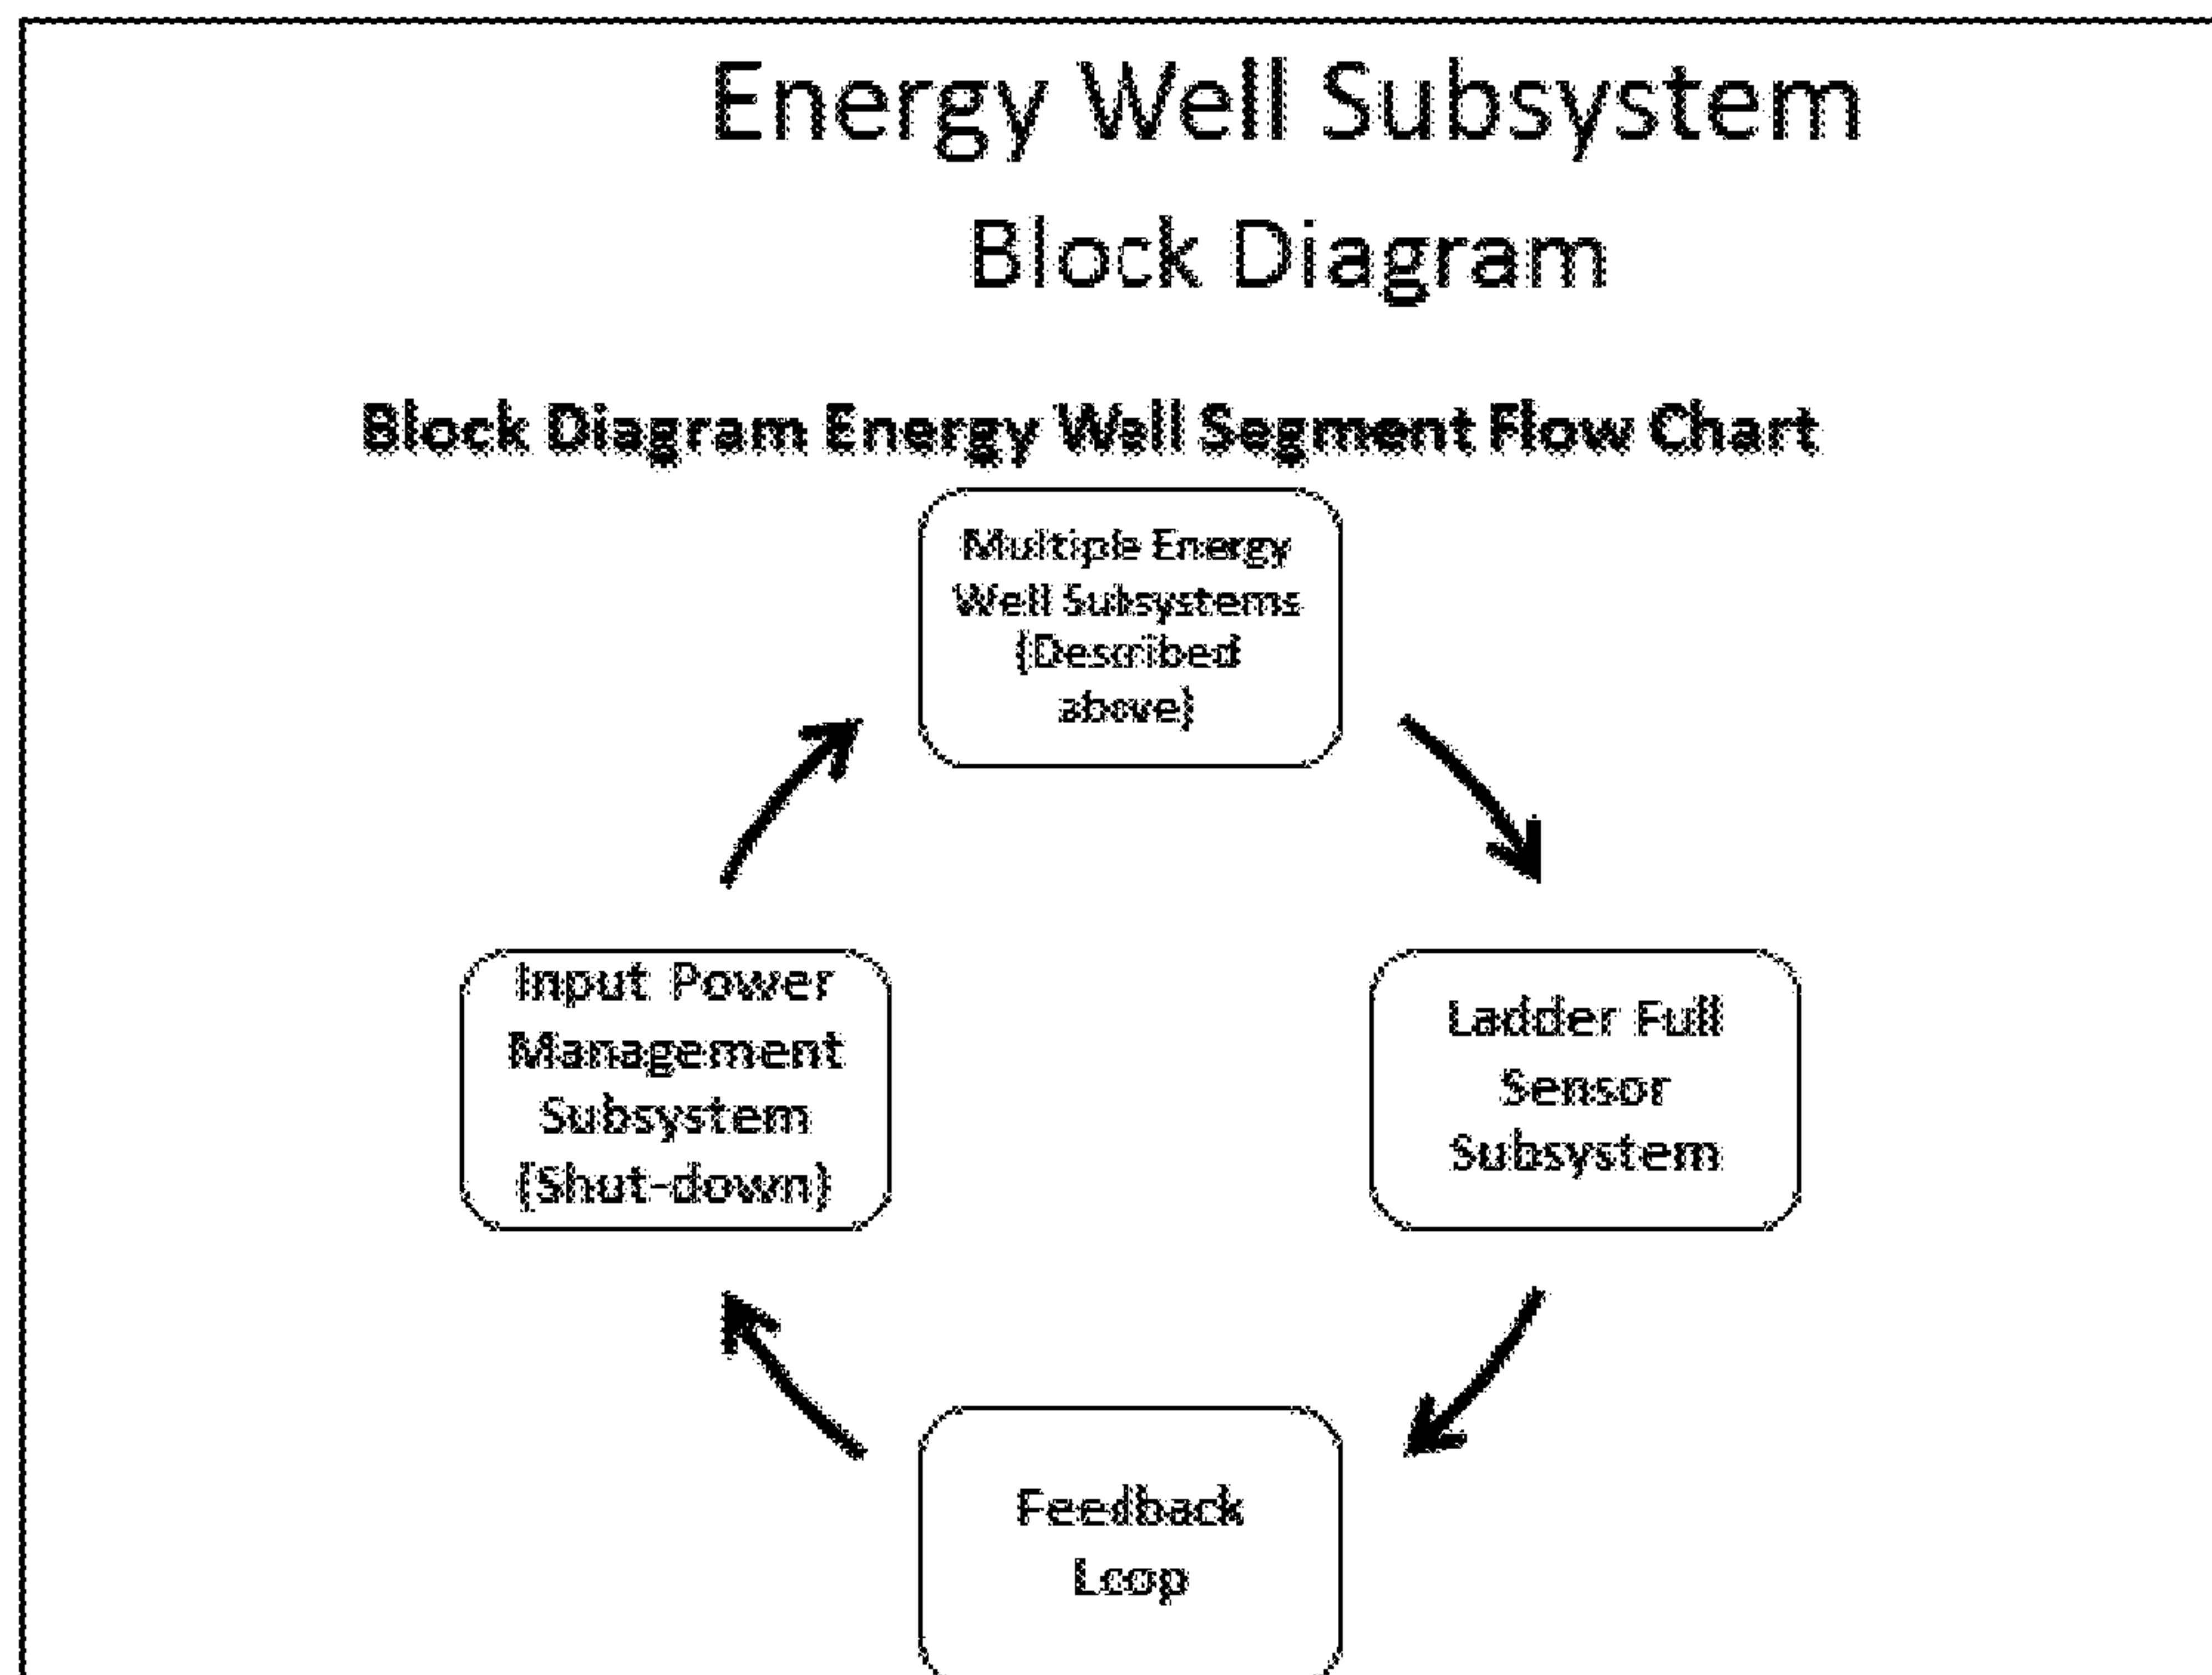 Energy Well Subsystem
Block Diagram
Block Diagram Energy Well Segment Flow Chart
Multiple Energy
Well Subsystems
(Described
above)
Input Power
Management
Subsystem
(Shut-down)
Ladder Full
Sensor
Subsystem
Feedback
Loop